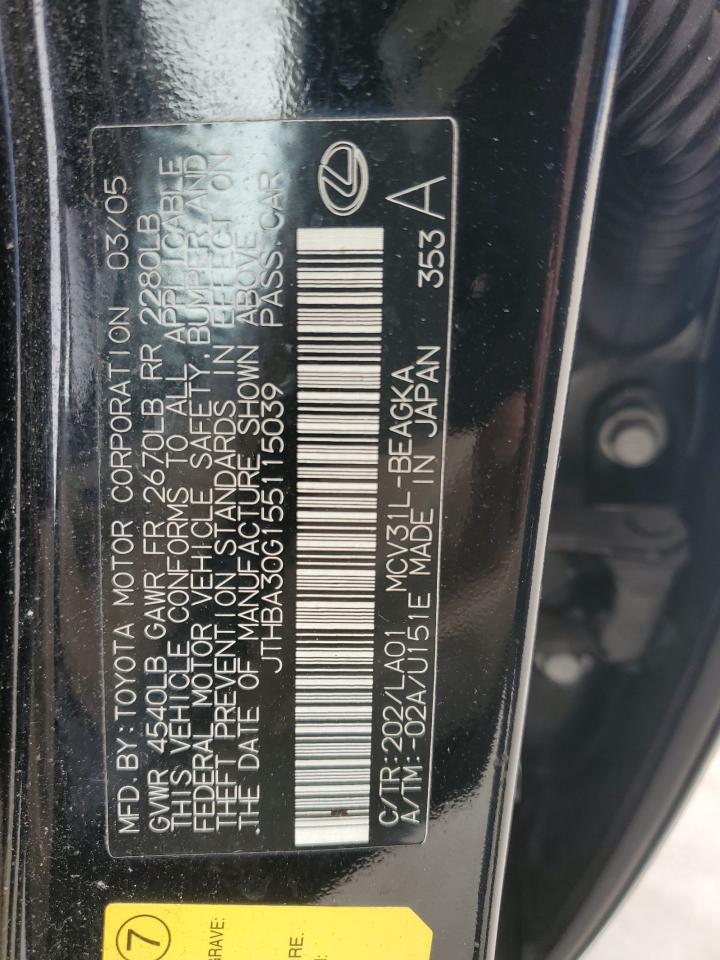 MFD. BY: TOYOTA MOTOR CORPORATION 03/05
GVWR 4540LB GAWR FR 2670LB RR 2280LB
THIS VEHICLE CONFORMS TO ALL APPLICABLE
FEDERAL MOTOR VEHICLE SAFETY, BUMPER, AND
THEFT PREVENTION STANDARDS IN EFFECT ON
THE DATE OF MANUFACTURE SHOWN ABOVE.
JTHBA30G155115039 PASS. CAR
C/TR: 202/LA01 MCV31L-BEAGKA 353 A
A/TM: -02A/U151E MADE IN JAPAN
7
GRAVE:
RE.